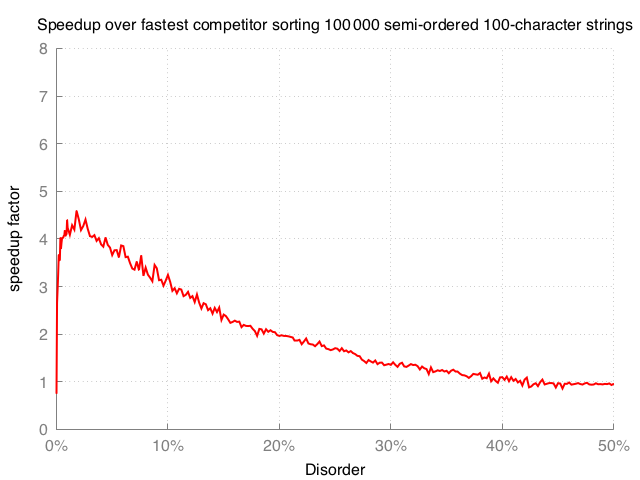 Speedup over fastest competitor sorting 100 000 semi-ordered 100-character strings
8
7
6
5
4
3
2
1
0
speedup factor
0% 10% 20% 30% 40% 50%
Disorder